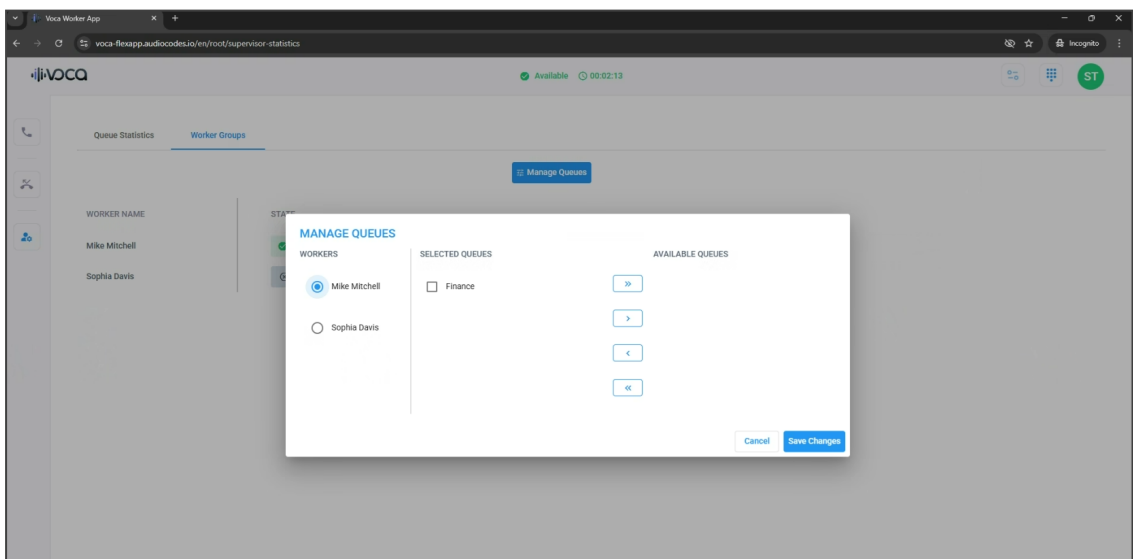 Voca Worker App
voca-flexapp.audiocodes.io/en/root/supervisor-statistics
Incognito
VOCA
Available 00:02:13
ST
Queue Statistics Worker Groups
Manage Queues
WORKER NAME
Mike Mitchell
Sophia Davis
MANAGE QUEUES
WORKERS SELECTED QUEUES AVAILABLE QUEUES
Mike Mitchell Finance
Sophia Davis
Cancel Save Changes